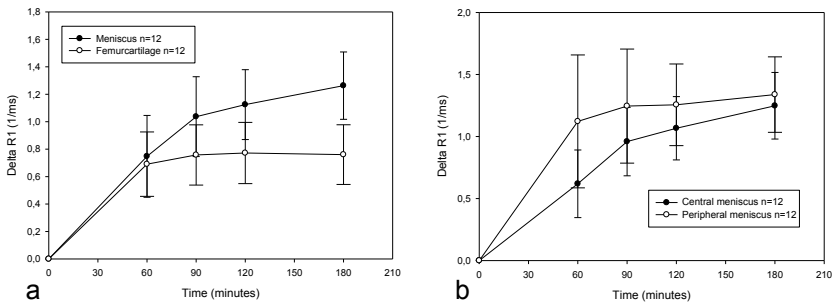 1,8
1,6
1,4
1,2
1,0
0,8
0,6
0,4
0,2
0,0
Delta R1 (1/ms)
Meniscus n=12
Femurcartilage n=12
0 30 60 90 120 150 180 210
Time (minutes)
a
2,0
1,5
1,0
0,5
0,0
Delta R1 (1/ms)
Central meniscus n=12
Peripheral meniscus n=12
0 30 60 90 120 150 180 210
Time (minutes)
b